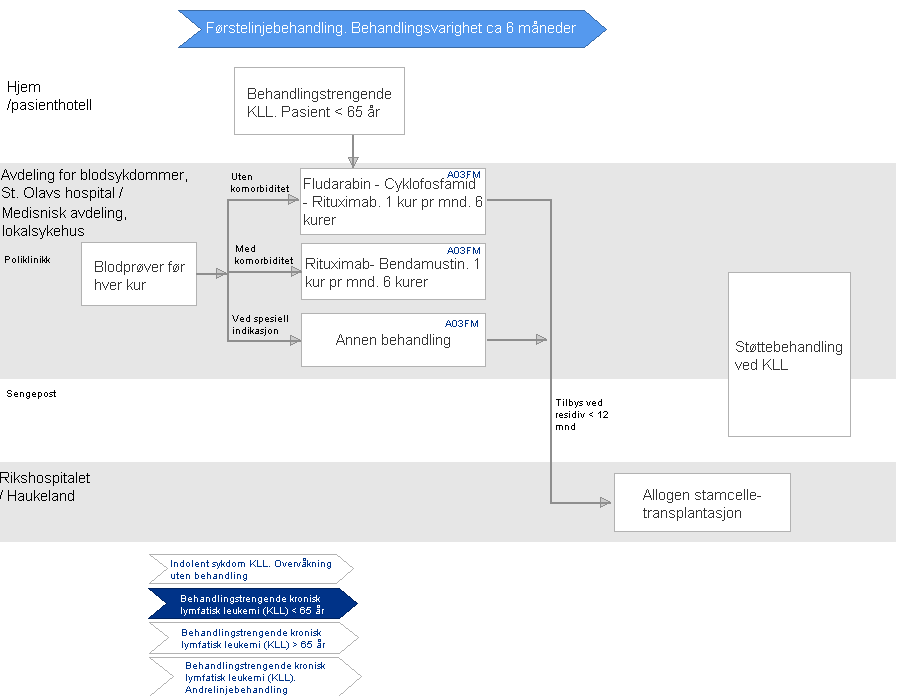 Førstelinjebehandling. Behandlingsvarighet ca 6 måneder
Hjem
/pasienthotell
Behandlingstrengende
KLL. Pasient < 65 år
Avdeling for blodsykdommer,
St. Olavs hospital /
Medisnisk avdeling,
lokalsykehus
Poliklinikk
Blodprøver før
hver kur
Uten
komorbiditet
A03FM
Fludarabin - Cyklofosfamid
- Rituximab. 1 kur pr mnd. 6
kurer
Med
komorbiditet
A03FM
Rituximab- Bendamustin. 1
kur pr mnd. 6 kurer
Ved spesiell
indikasjon
A03FM
Annen behandling
Støttebehandling
ved KLL
Sengepost
Tilbys ved
residiv < 12
mnd
Rikshospitalet
/ Haukeland
Allogen stamcelle-
transplantasjon
Indolent sykdom KLL. Overvåkning
uten behandling
Behandlingstrengende kronisk
lymfatisk leukemi (KLL) < 65 år
Behandlingstrengende kronisk
lymfatisk leukemi (KLL) > 65 år
Behandlingstrengende kronisk
lymfatisk leukemi (KLL).
Andrelinjebehandling